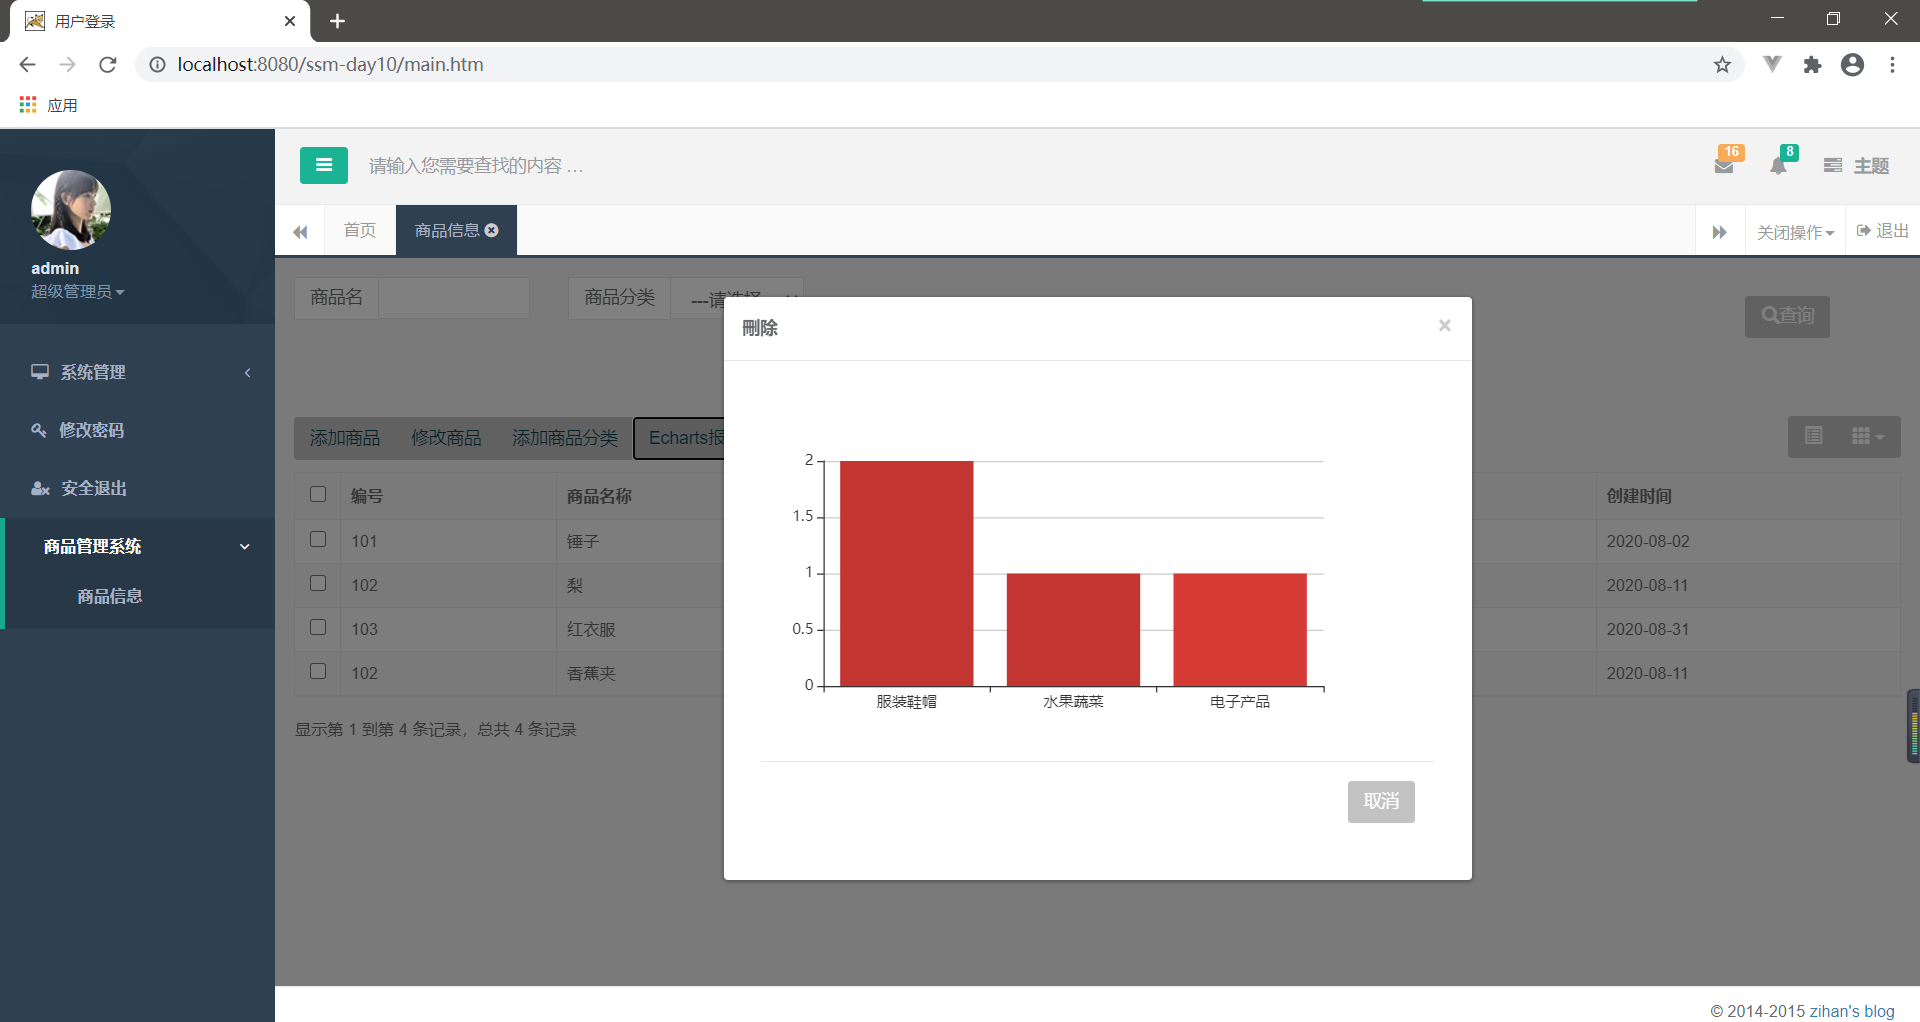 用户登录
localhost:8080/ssm-day10/main.htm
应用
admin
超级管理员
系统管理
修改密码
安全退出
商品管理系统
商品信息
请输入您需要查找的内容 …
16
8
主题
首页
商品信息
关闭操作
退出
商品名
商品分类
---请选择
查询
添加商品 修改商品 添加商品分类 Echarts报
编号 商品名称 创建时间
101 锤子 2020-08-02
102 梨 2020-08-11
103 红衣服 2020-08-31
102 香蕉夹 2020-08-11
显示第 1 到第 4 条记录，总共 4 条记录
刪除
×
2
1.5
1
0.5
0
服装鞋帽 水果蔬菜 电子产品
取消
© 2014-2015 zihan's blog